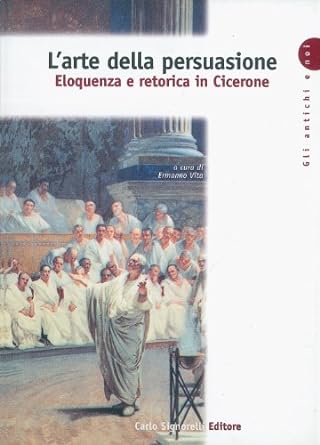 L'arte della persuasione
Eloquenza e retorica in Cicerone
Gli antichi e noi
a cura di
Ermanno Vita
Carlo Signorelli Editore